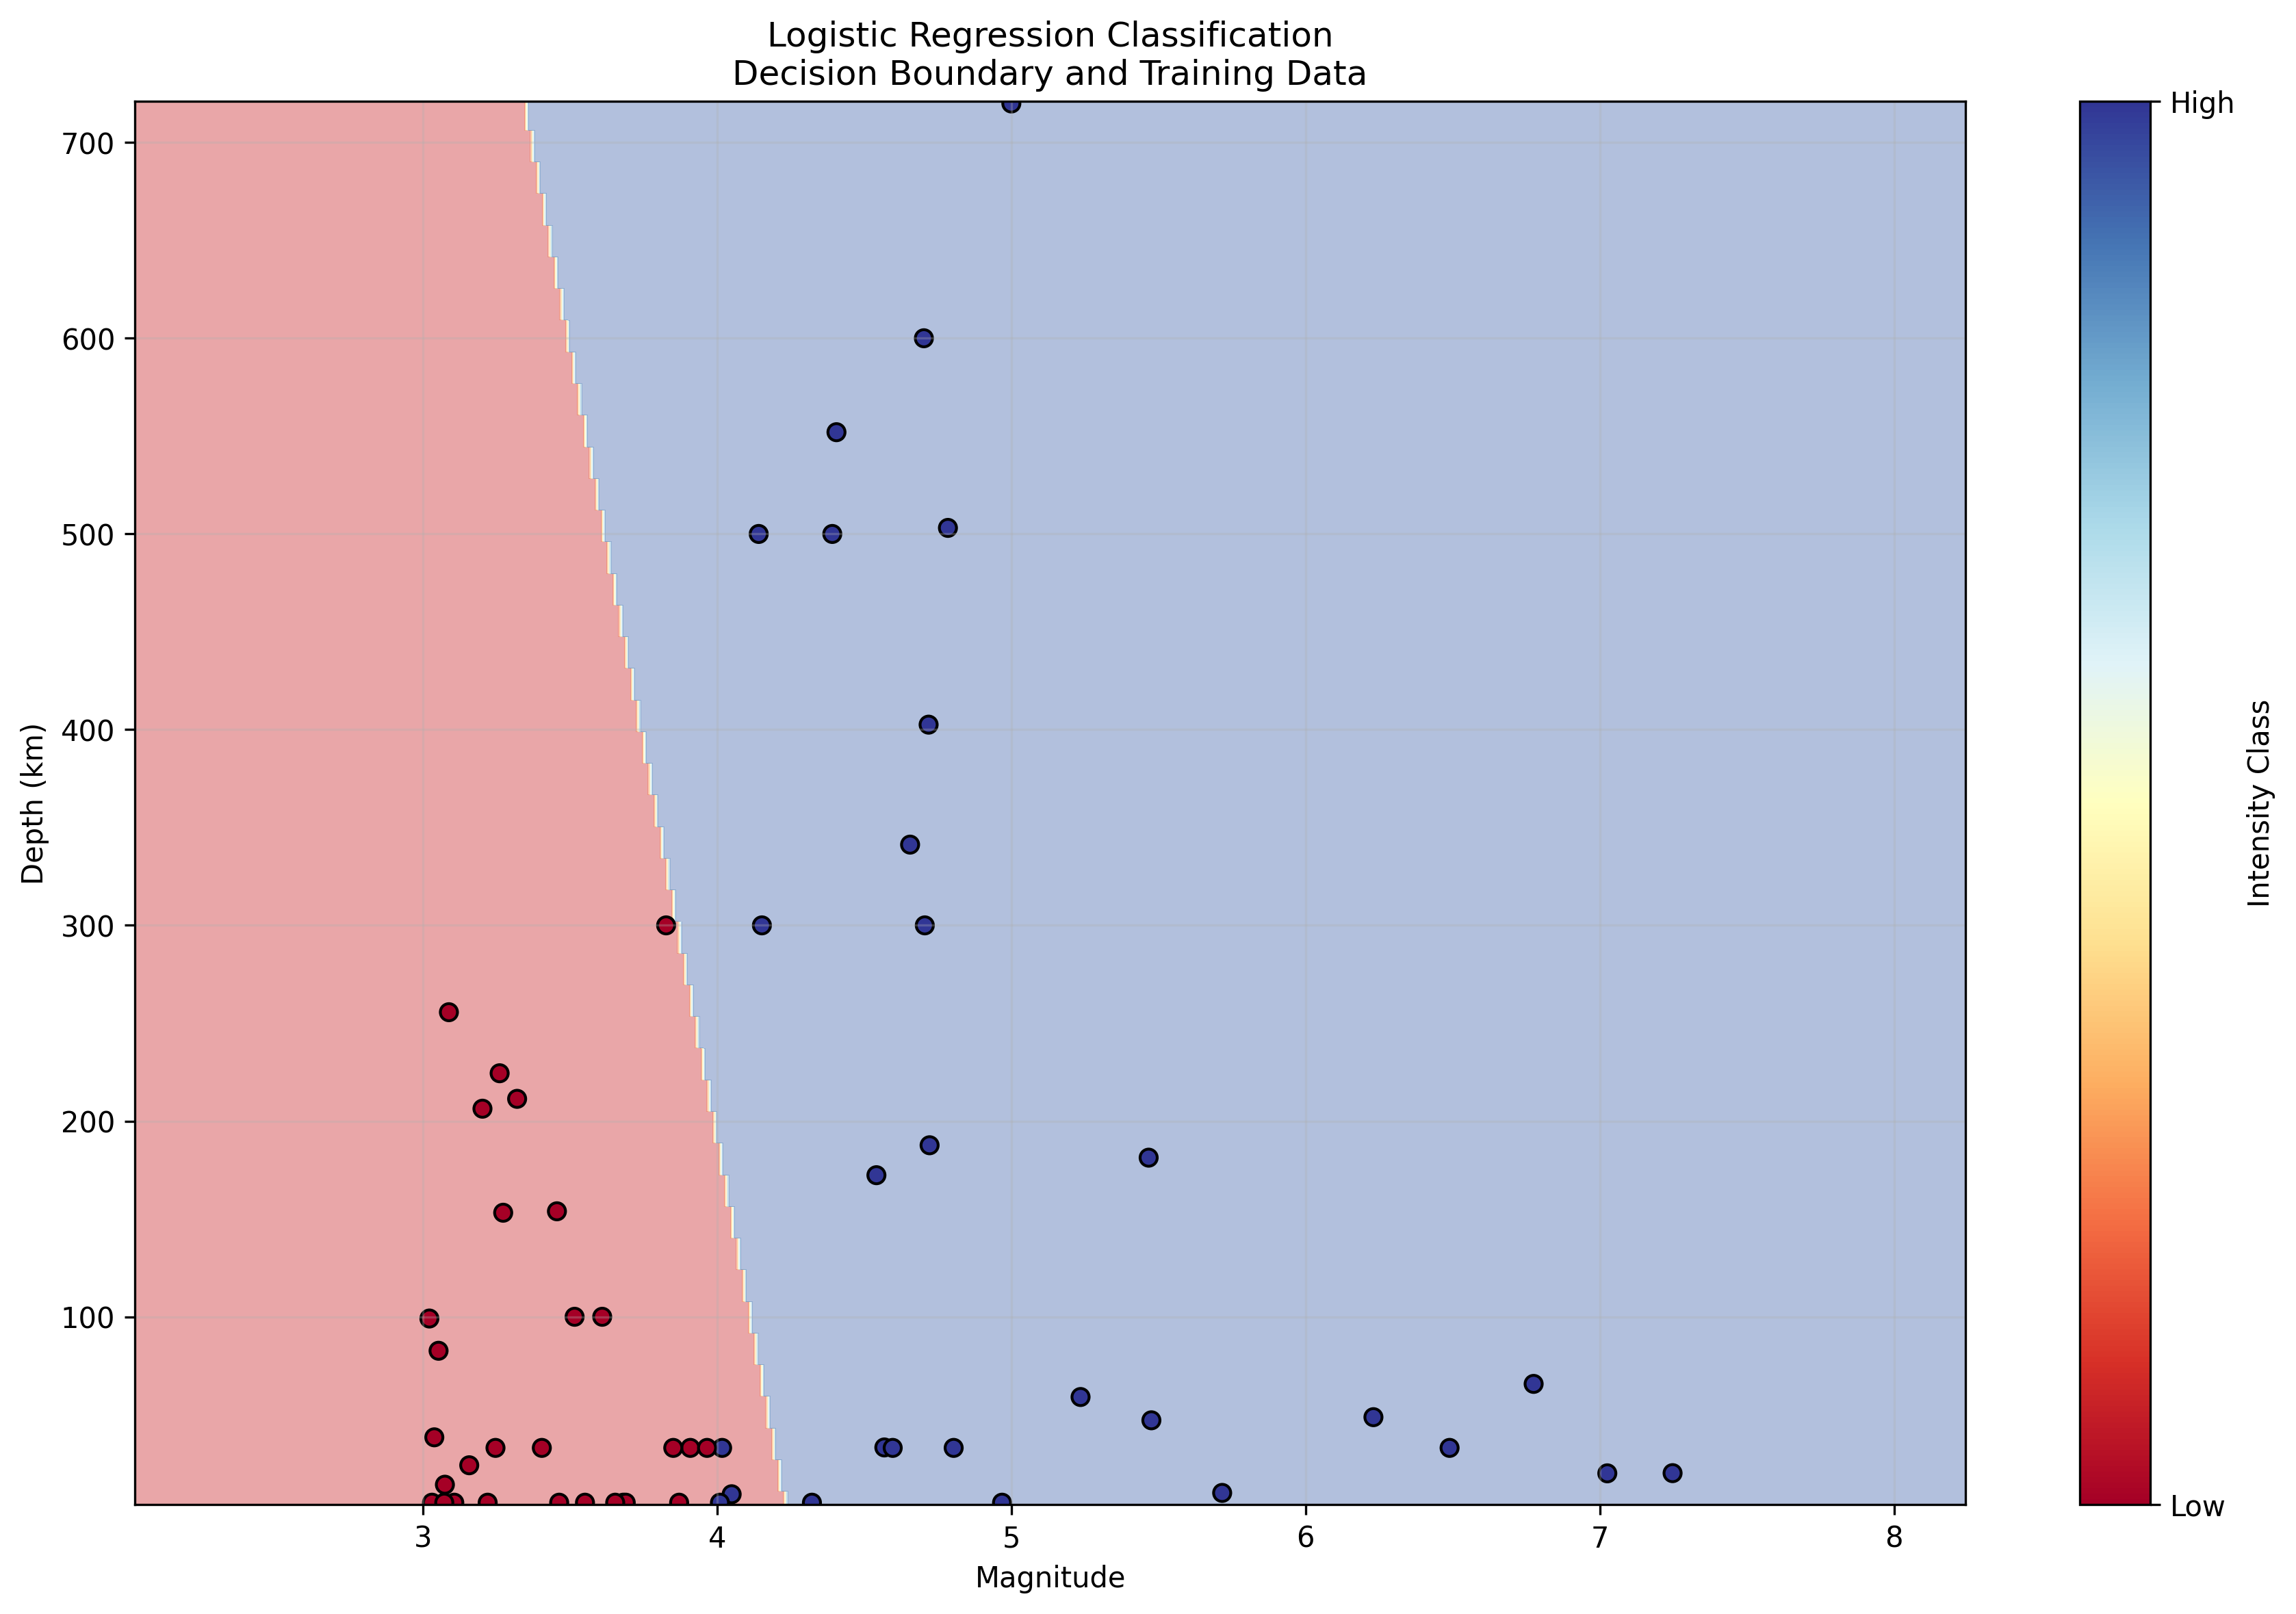 Logistic Regression Classification
Decision Boundary and Training Data
700
600
500
400
300
200
100
Depth (km)
3
4
5
6
7
8
Magnitude
High
Low
Intensity Class